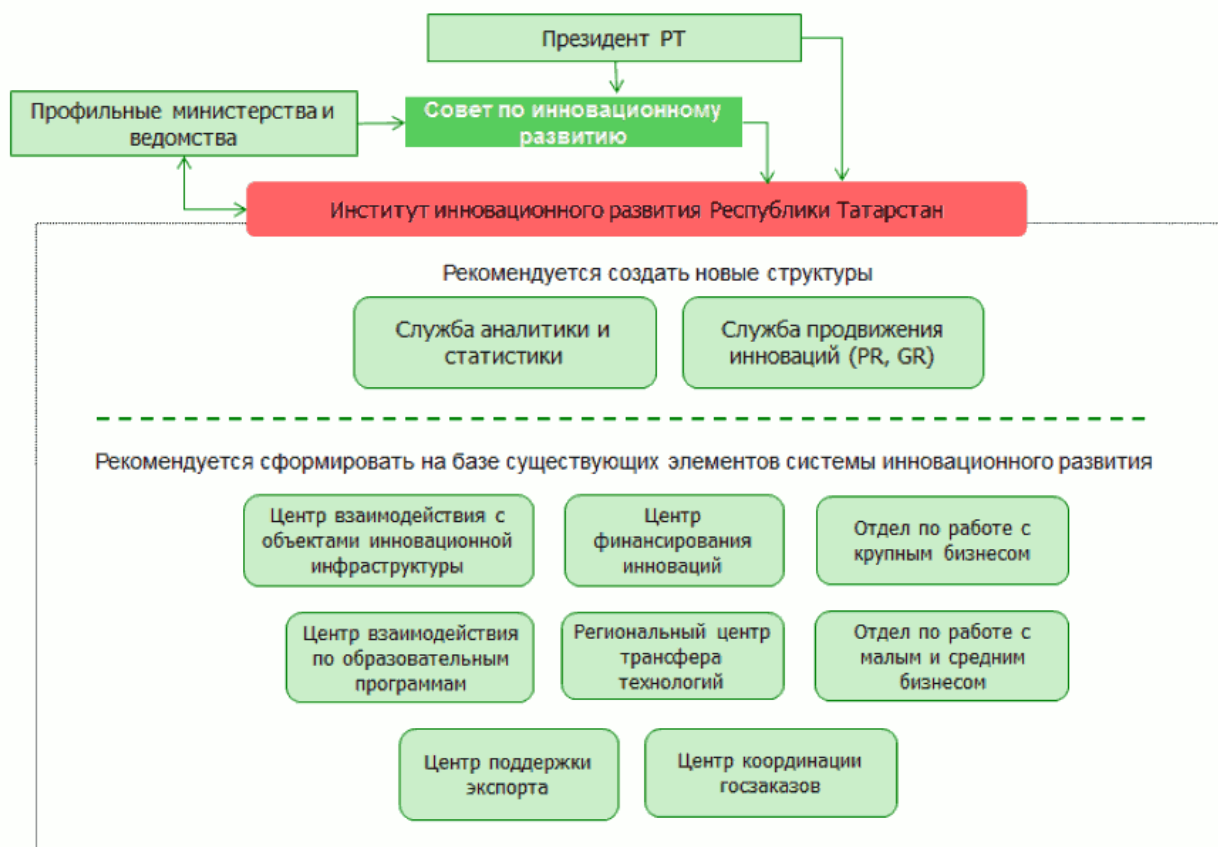 Президент РТ
Профильные министерства и
ведомства
Совет по инновационному
развитию
Институт инновационного развития Республики Татарстан
Рекомендуется создать новые структуры
Служба аналитики и
статистики
Служба продвижения
инноваций (PR, GR)
Рекомендуется сформировать на базе существующих элементов системы инновационного развития
Центр взаимодействия с
объектами инновационной
инфраструктуры
Центр
финансирования
инноваций
Отдел по работе с
крупным бизнесом
Центр взаимодействия
по образовательным
программам
Региональный центр
трансфера
технологий
Отдел по работе с
малым и средним
бизнесом
Центр поддержки
экспорта
Центр координации
госзаказов